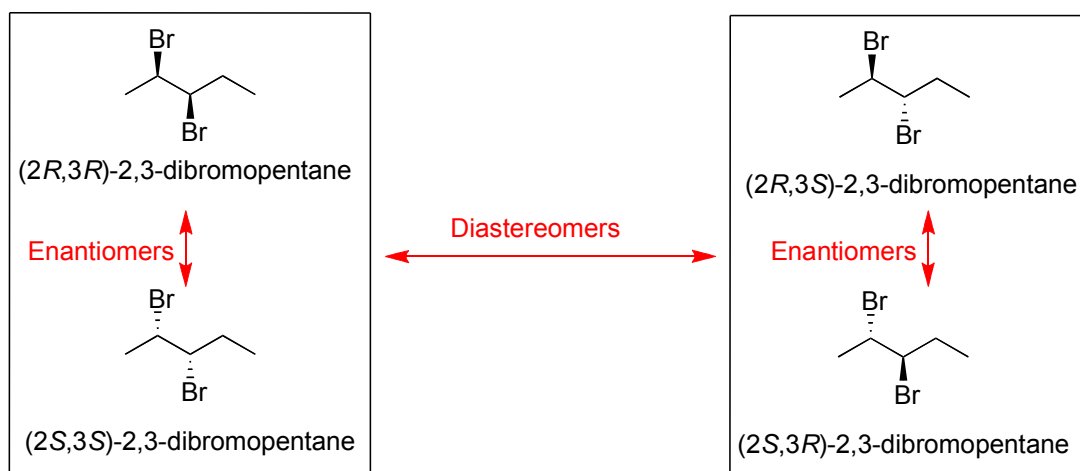 Br
Br
(2R,3R)-2,3-dibromopentane
Enantiomers
Br
Br
(2S,3S)-2,3-dibromopentane
Diastereomers
Br
Br
(2R,3S)-2,3-dibromopentane
Enantiomers
Br
Br
(2S,3R)-2,3-dibromopentane